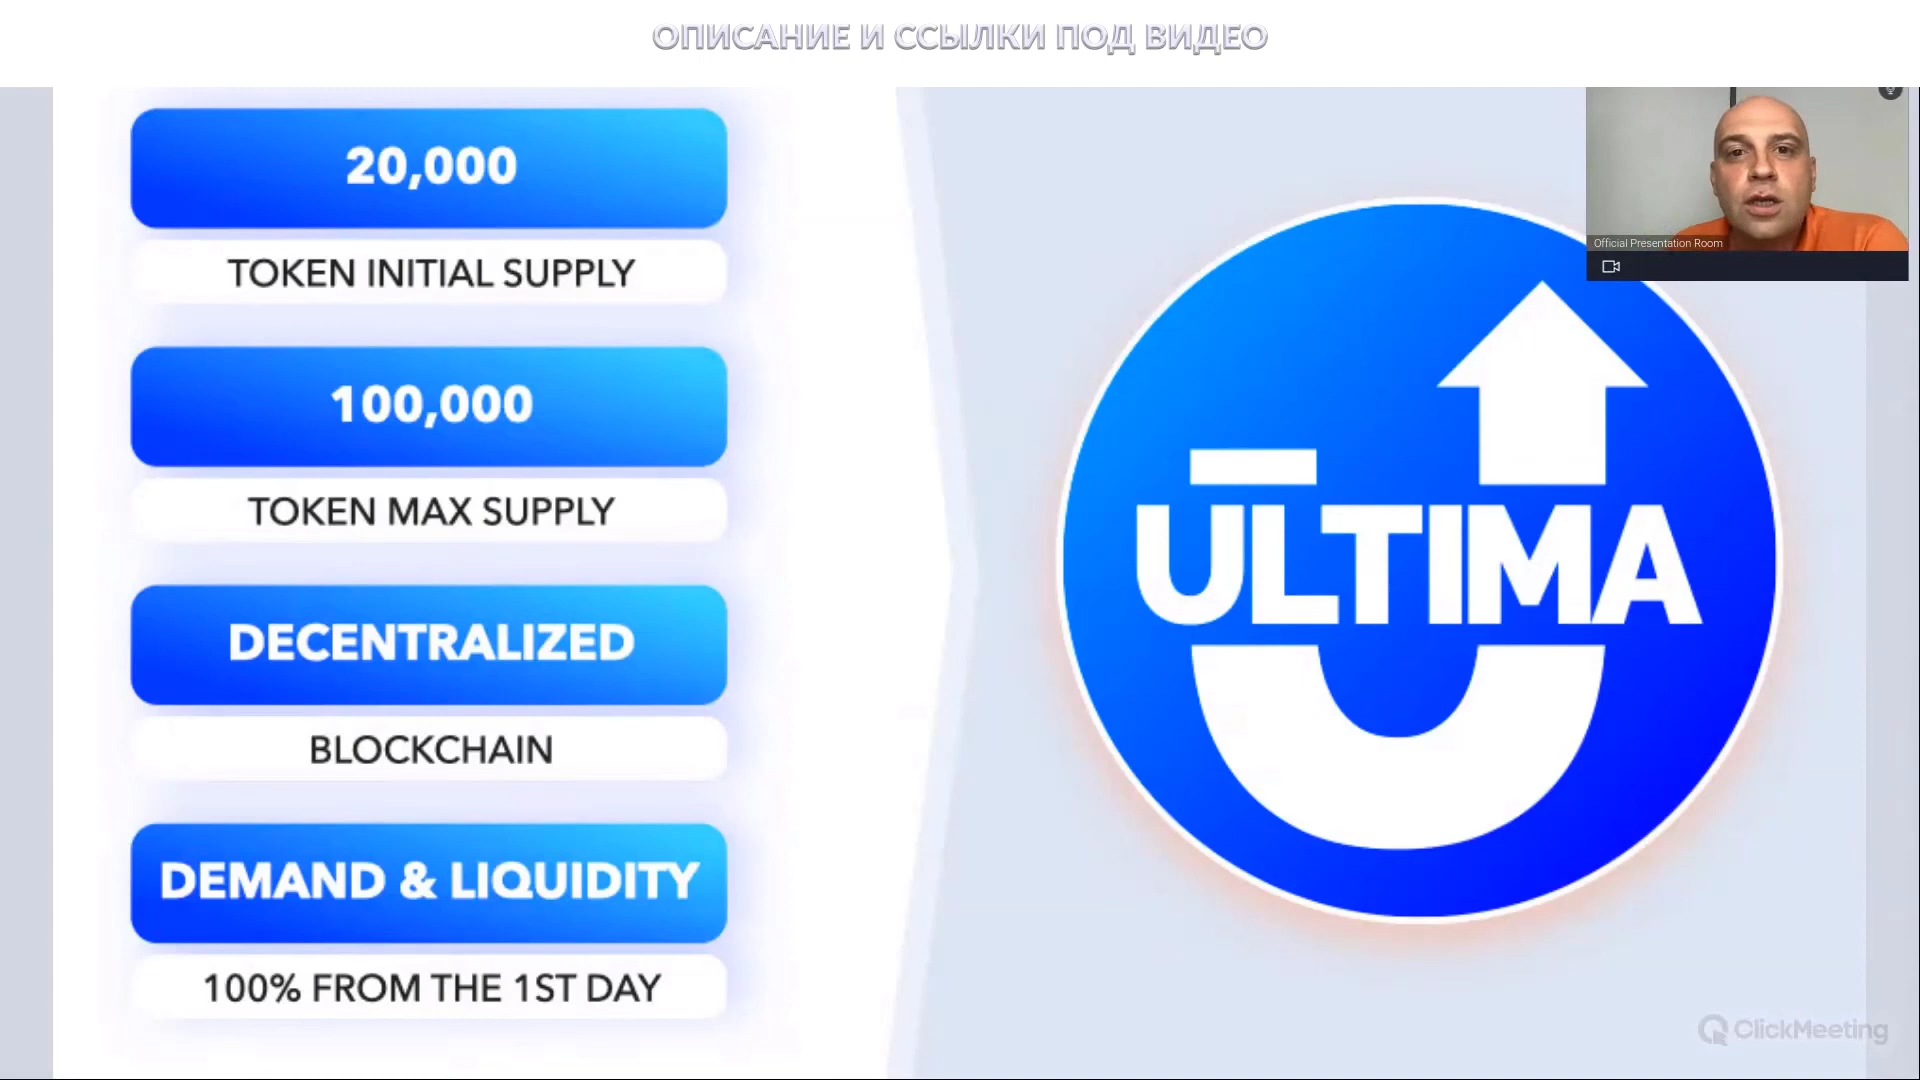 ОПИСАНИЕ И ССЫЛКИ ПОД ВИДЕО
20,000
TOKEN INITIAL SUPPLY
100,000
TOKEN MAX SUPPLY
DECENTRALIZED
BLOCKCHAIN
DEMAND & LIQUIDITY
100% FROM THE 1ST DAY
Official Presentation Room
ULTIMA
ClickMeeting